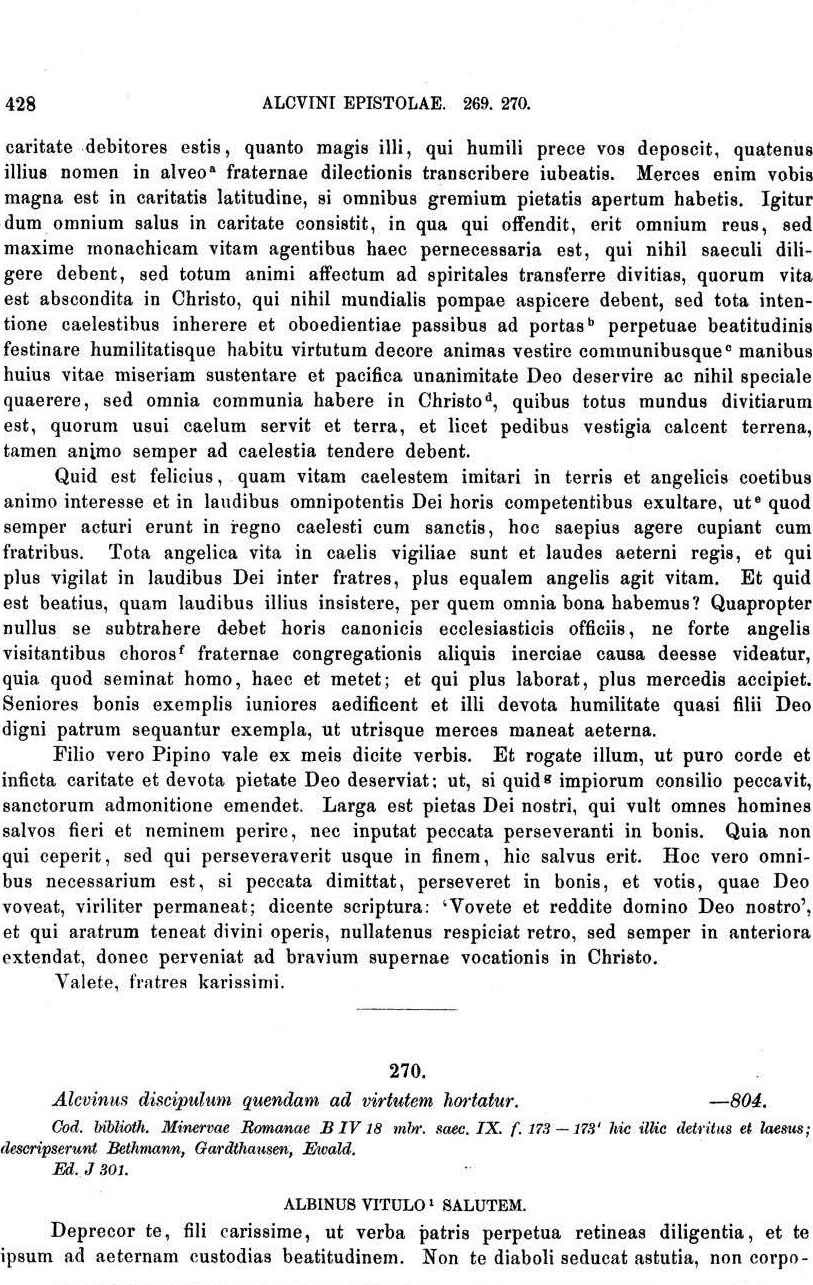 428 ALCVINI EPISTOLAE. 269. 270.
caritate debitores estis, quanto magis illi, qui humili prece vos deposcit, quatenus
illius nomen in alveoᵃ fraternae dilectionis transcribere iubeatis. Merces enim vobis
magna est in caritatis latitudine, si omnibus gremium pietatis apertum habetis. Igitur
dum omnium salus in caritate consistit, in qua qui offendit, erit omnium reus, sed
maxime monachicam vitam agentibus haec pernecessaria est, qui nihil saeculi dili-
gere debent, sed totum animi affectum ad spiritales transferre divitias, quorum vita
est abscondita in Christo, qui nihil mundialis pompae aspicere debent, sed tota inten-
tione caelestibus inherere et oboedientiae passibus ad portasᵇ perpetuae beatitudinis
festinare humilitatisque habitu virtutum decore animas vestire communibusqueᶜ manibus
huius vitae miseriam sustentare et pacifica unanimitate Deo deservire ac nihil speciale
quaerere, sed omnia communia habere in Christoᵈ, quibus totus mundus divitiarum
est, quorum usui caelum servit et terra, et licet pedibus vestigia calcent terrena,
tamen animo semper ad caelestia tendere debent.
Quid est felicius, quam vitam caelestem imitari in terris et angelicis coetibus
animo interesse et in laudibus omnipotentis Dei horis competentibus exultare, utᵉ quod
semper acturi erunt in regno caelesti cum sanctis, hoc saepius agere cupiant cum
fratribus. Tota angelica vita in caelis vigiliae sunt et laudes aeterni regis, et qui
plus vigilat in laudibus Dei inter fratres, plus equalem angelis agit vitam. Et quid
est beatius, quam laudibus illius insistere, per quem omnia bona habemus? Quapropter
nullus se subtrahere debet horis canonicis ecclesiasticis officiis, ne forte angelis
visitantibus chorosᶠ fraternae congregationis aliquis inerciae causa deesse videatur,
quia quod seminat homo, haec et metet; et qui plus laborat, plus mercedis accipiet.
Seniores bonis exemplis iuniores aedificent et illi devota humilitate quasi filii Deo
digni patrum sequantur exempla, ut utrisque merces maneat aeterna.
Filio vero Pipino vale ex meis dicite verbis. Et rogate illum, ut puro corde et
inficta caritate et devota pietate Deo deserviat; ut, si quidᵍ impiorum consilio peccavit,
sanctorum admonitione emendet. Larga est pietas Dei nostri, qui vult omnes homines
salvos fieri et neminem perire, nec inputat peccata perseveranti in bonis. Quia non
qui ceperit, sed qui perseveraverit usque in finem, hic salvus erit. Hoc vero omni-
bus necessarium est, si peccata dimittat, perseveret in bonis, et votis, quae Deo
voveat, viriliter permaneat; dicente scriptura: ‘Vovete et reddite domino Deo nostro’,
et qui aratrum teneat divini operis, nullatenus respiciat retro, sed semper in anteriora
extendat, donec perveniat ad bravium supernae vocationis in Christo.
Valete, fratres karissimi.
270.
Alcvinus discipulum quendam ad virtutem hortatur. —804.
Cod. biblioth. Minervae Romanae B IV 18 mbr. saec. IX. f. 173 — 173' hic illic detritus et laesus;
descripserunt Bethmann, Gardthausen, Ewald.
Ed. J 301.
ALBINUS VITULO¹ SALUTEM.
Deprecor te, fili carissime, ut verba patris perpetua retineas diligentia, et te
ipsum ad aeternam custodias beatitudinem. Non te diaboli seducat astutia, non corpo-